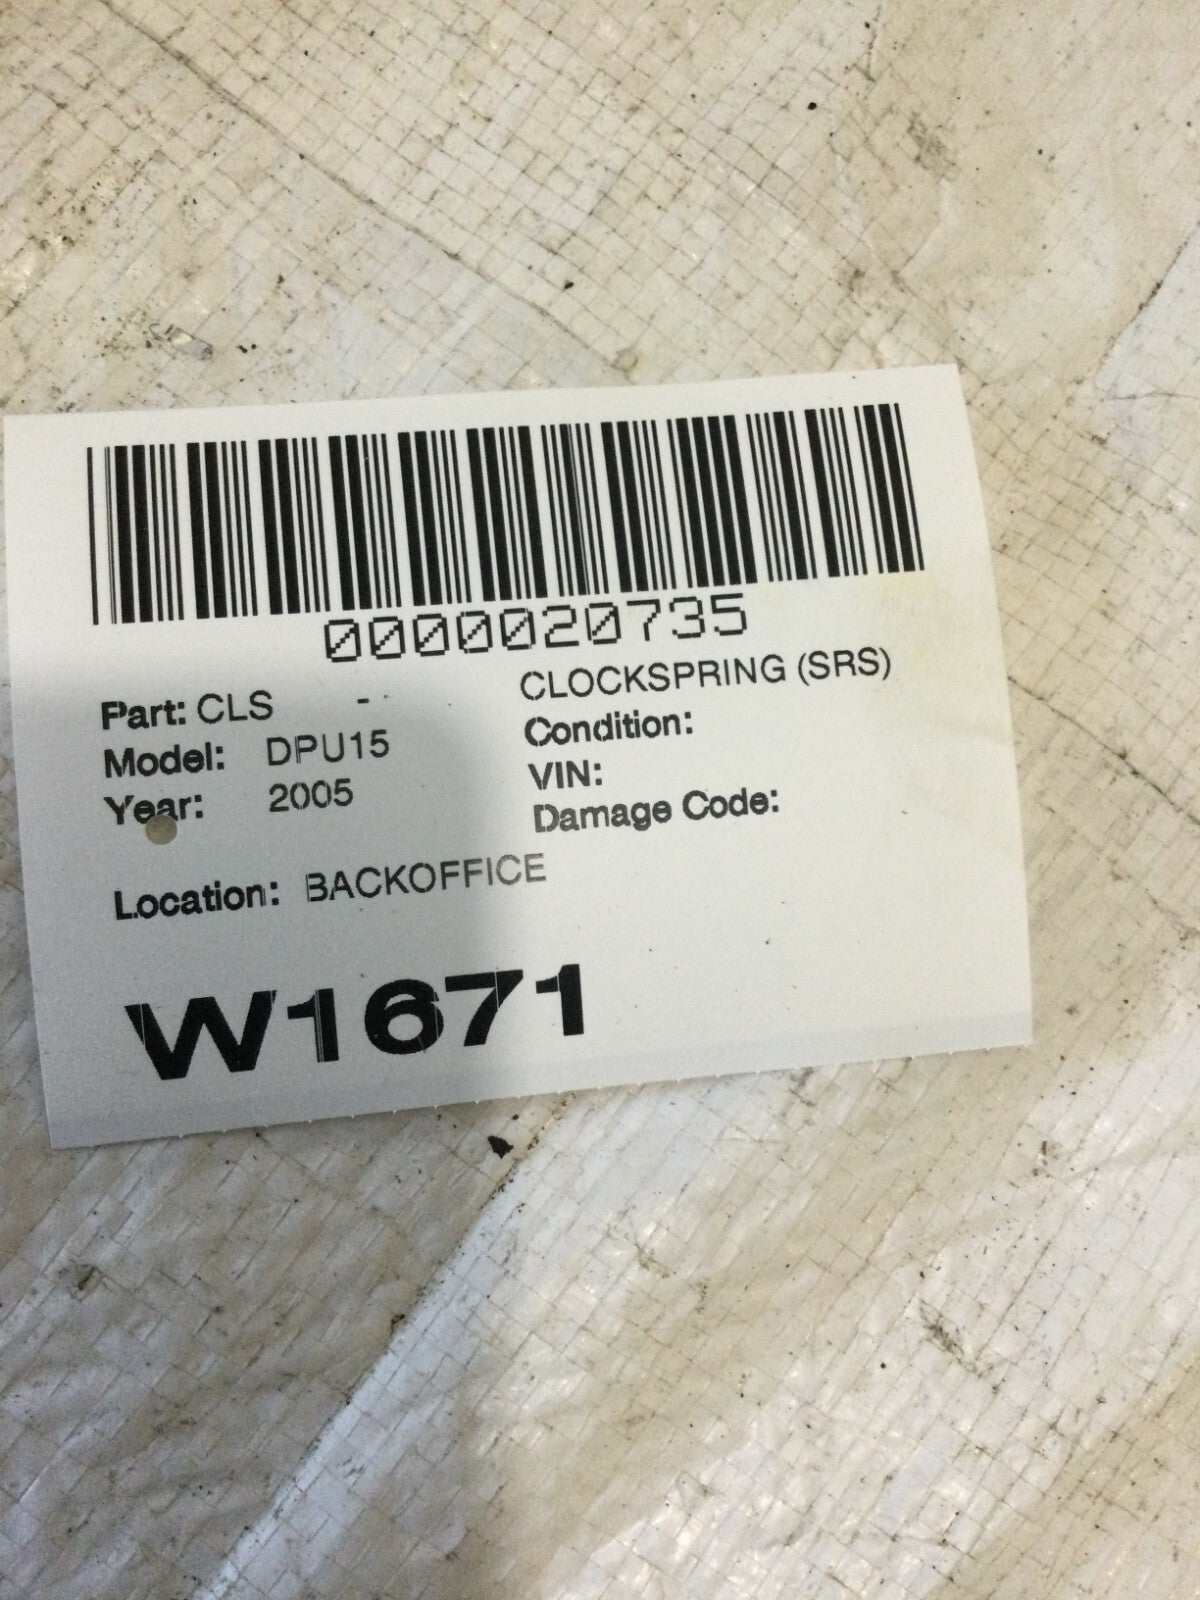 0000020735
Part: CLS - CLOCKSPRING (SRS)
Model: DPU15 Condition:
Year: 2005 VIN:
Damage Code:
Location: BACKOFFICE
W1671